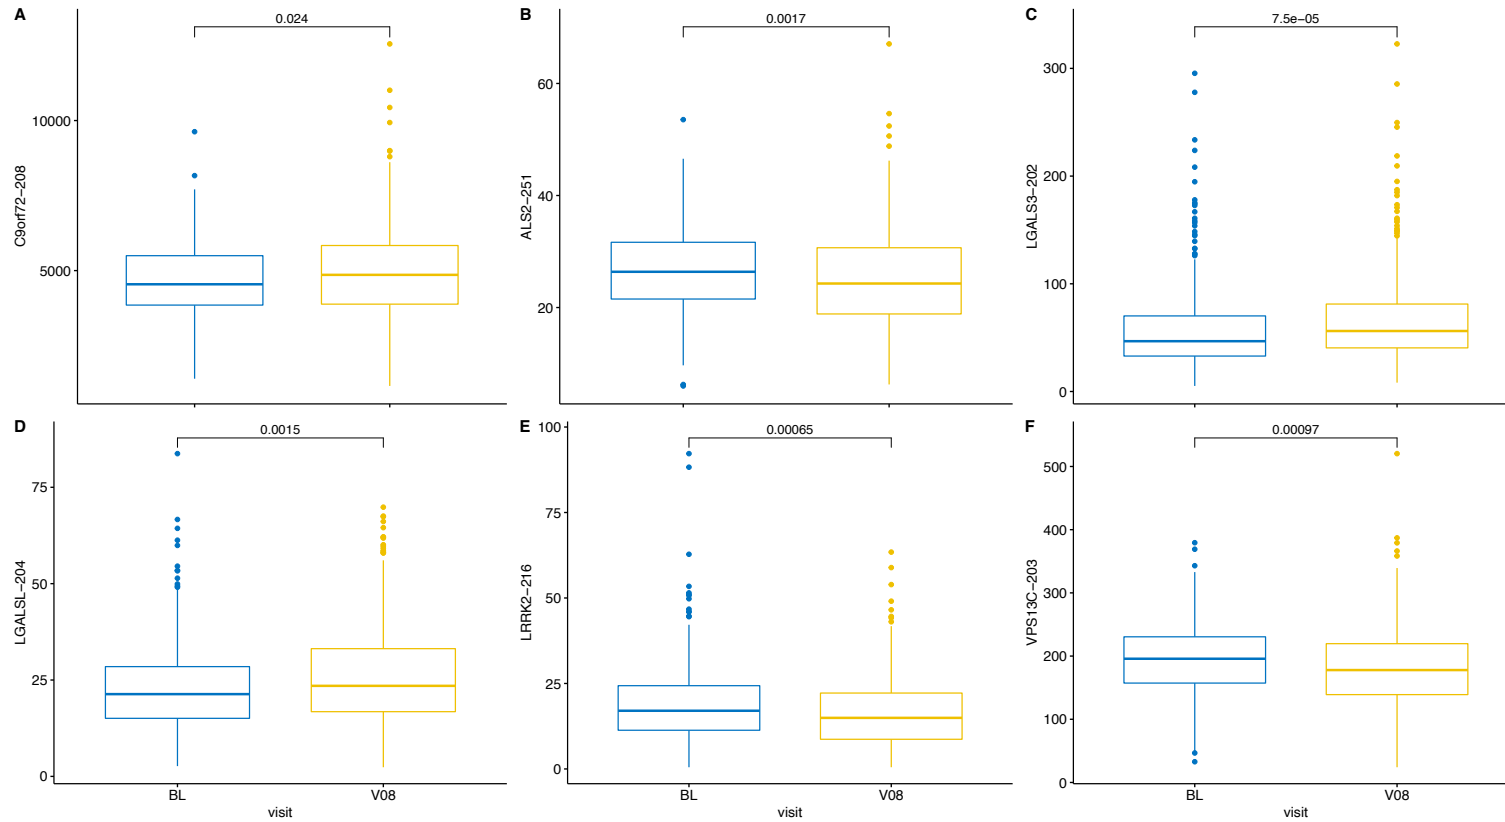 A
0.024
C9orf72−208
10000
5000
B
0.0017
ALS2−251
60
40
20
C
7.5e−05
LGALS3−202
300
200
100
0
D
0.0015
LGALSL−204
75
50
25
0
BL
V08
visit
E
0.00065
LRRK2−216
100
75
50
25
0
BL
V08
visit
F
0.00097
VPS13C−203
500
400
300
200
100
0
BL
V08
visit